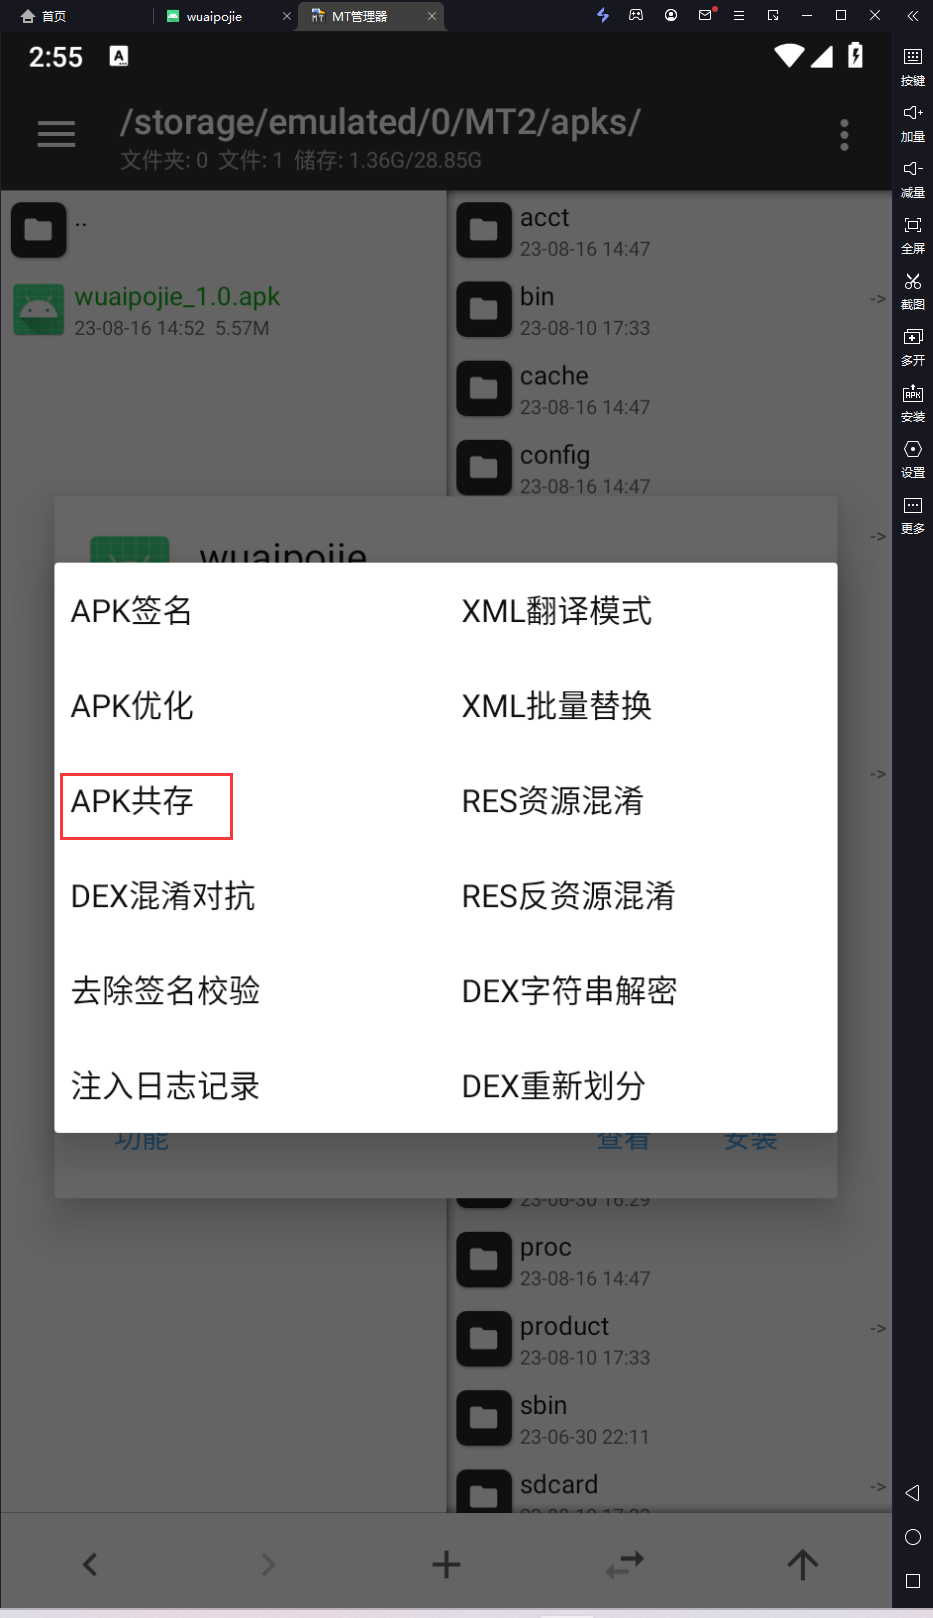 首页
wuaipojie
MT管理器
2:55
/storage/emulated/0/MT2/apks/
文件夹: 0 文件: 1 储存: 1.36G/28.85G
..
wuaipojie_1.0.apk
23-08-16 14:52 5.57M
acct
23-08-16 14:47
bin
23-08-10 17:33
->
cache
23-08-16 14:47
config
23-08-16 14:47
->
wuaipojie
APK签名
XML翻译模式
APK优化
XML批量替换
->
APK共存
RES资源混淆
DEX混淆对抗
RES反资源混淆
去除签名校验
DEX字符串解密
注入日志记录
DEX重新划分
功能
查看
安装
23-06-30 16:29
proc
23-08-16 14:47
product
23-08-10 17:33
->
sbin
23-06-30 22:11
sdcard
->
按键
加量
减量
全屏
截图
多开
APK
安装
设置
更多